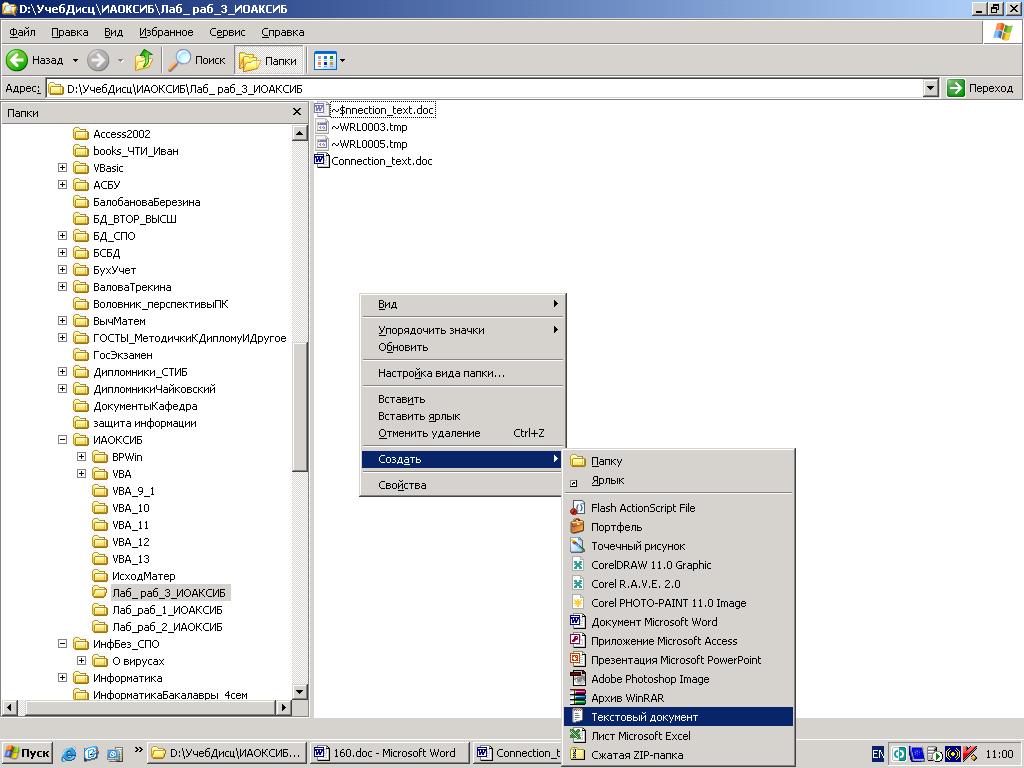 D:\УчебДисц\ИАОКСИБ\Лаб_ раб_3_ИОАКСИБ
Файл Правка Вид Избранное Сервис Справка
Назад Поиск Папки
Адрес: D:\УчебДисц\ИАОКСИБ\Лаб_ раб_3_ИОАКСИБ Переход
Папки
Access2002
books_ЧТИ_Иван
VBasic
АСБУ
БалобановаБерезина
БД_ВТОР_ВЫСШ
БД_СПО
БСБД
БухУчет
ВаловаТрекина
Воловник_перспективыПК
ВычМатем
ГОСТЫ_МетодичкиКДипломуИДругое
ГосЭкзамен
Дипломники_СТИБ
ДипломникиЧайковский
ДокументыКафедра
защита информации
ИАОКСИБ
BPWin
VBA
VBA_9_1
VBA_10
VBA_11
VBA_12
VBA_13
ИсходМатер
Лаб_ раб_3_ИОАКСИБ
Лаб_раб_1_ИОАКСИБ
Лаб_раб_2_ИАОКСИБ
ИнфБез_СПО
О вирусах
Информатика
ИнформатикаБакалавры_4сем
~$nnection_text.doc
~WRL0003.tmp
~WRL0005.tmp
Connection_text.doc
Вид
Упорядочить значки
Обновить
Настройка вида папки...
Вставить
Вставить ярлык
Отменить удаление Ctrl+Z
Создать
Свойства
Папку
Ярлык
Flash ActionScript File
Портфель
Точечный рисунок
CorelDRAW 11.0 Graphic
Corel R.A.V.E. 2.0
Corel PHOTO-PAINT 11.0 Image
Документ Microsoft Word
Приложение Microsoft Access
Презентация Microsoft PowerPoint
Adobe Photoshop Image
Архив WinRAR
Текстовый документ
Лист Microsoft Excel
Сжатая ZIP-папка
Пуск » D:\УчебДисц\ИАОКСИБ... 160.doc - Microsoft Word Connection_t EN 11:00